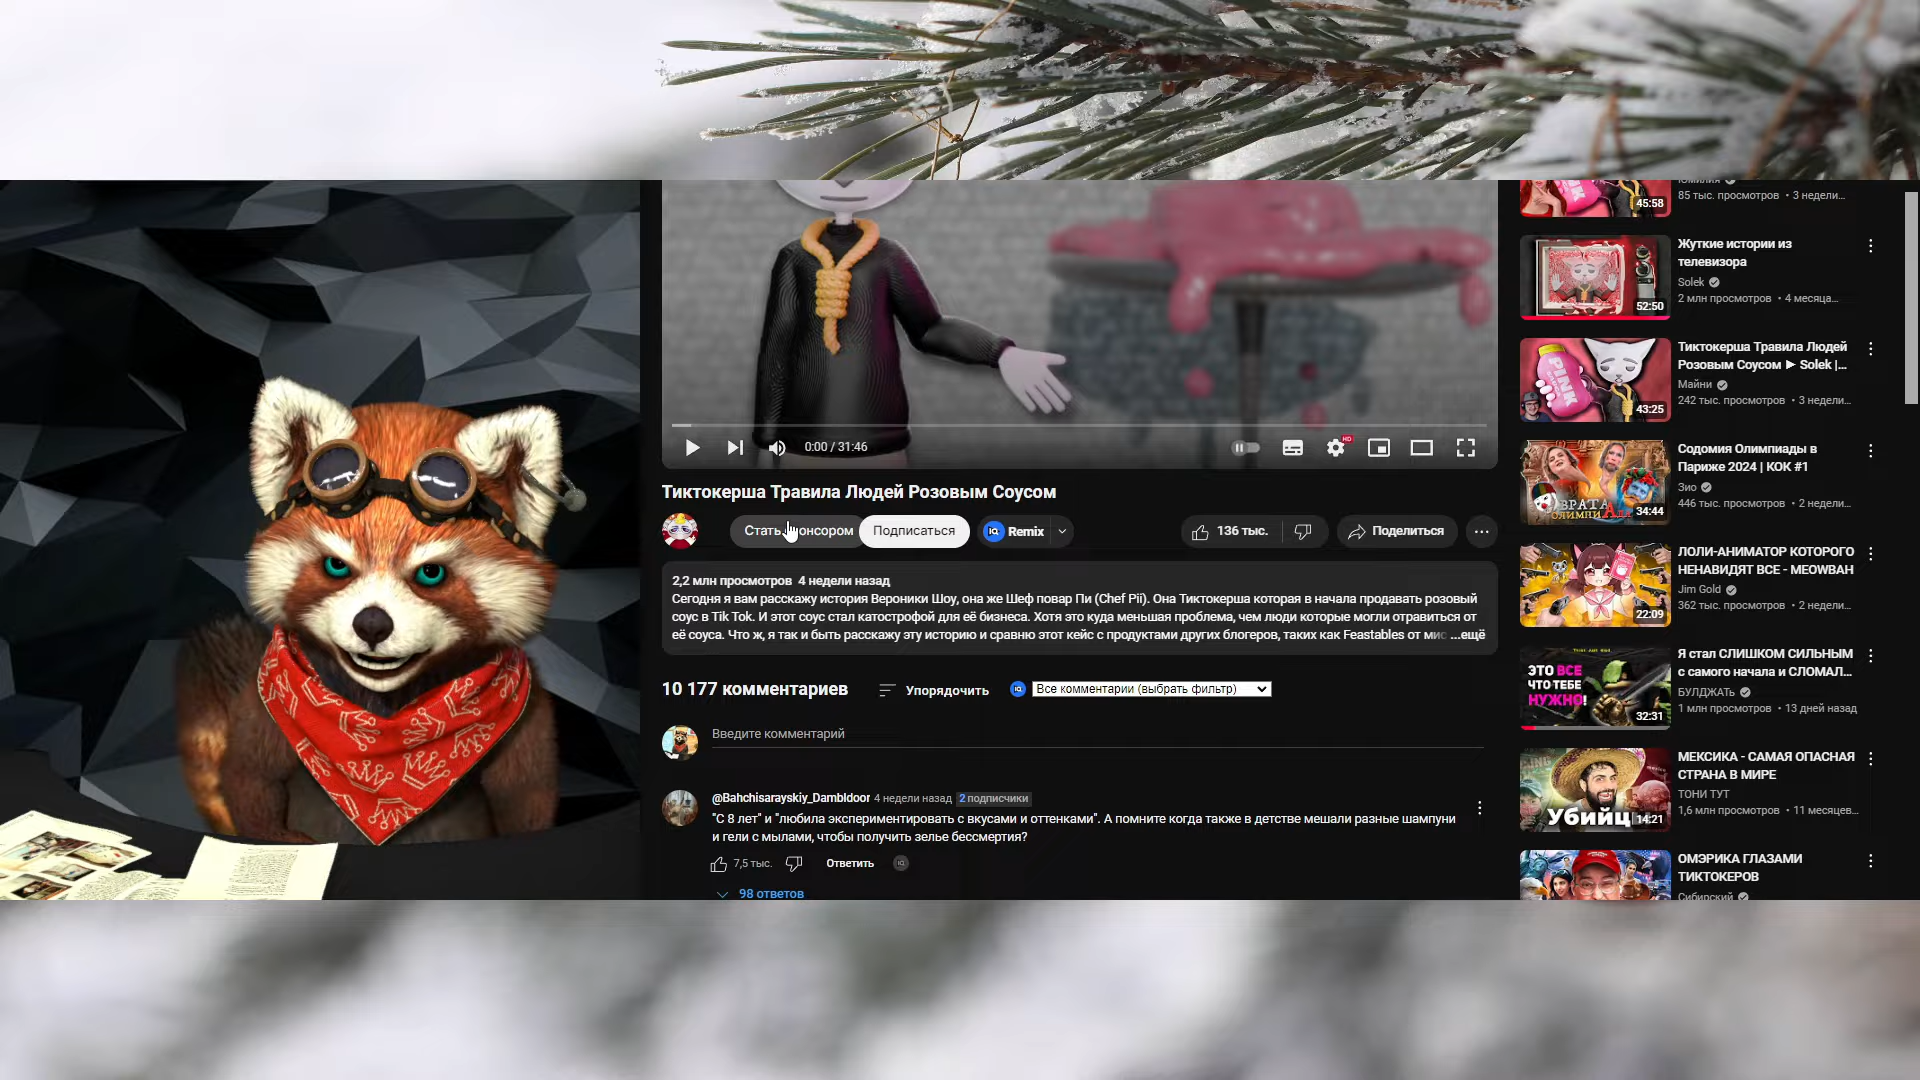 0:00 / 31:46
HD
Тиктокерша Травила Людей Розовым Соусом
Подписаться
Remix
136 тыс.
Поделиться
2,2 млн просмотров 4 недели назад
Сегодня я вам расскажу история Вероники Шоу, она же Шеф повар Пи (Chef Pii). Она Тиктокерша которая в начала продавать розовый
соус в Tik Tok. И этот соус стал катострофой для её бизнеса. Хотя это куда меньшая проблема, чем люди которые могли отравиться от
её соуса. Что ж, я так и быть расскажу эту историю и сравню этот кейс с продуктами других блогеров, таких как Feastables от мис ...ещё
10 177 комментариев
Упорядочить
Все комментарии (выбрать фильтр)
Введите комментарий
@Bahchisarayskiy_Dambldoor 4 недели назад 2 подписчики
"С 8 лет" и "любила экспериментировать с вкусами и оттенками". А помните когда также в детстве мешали разные шампуни
и гели с мылами, чтобы получить зелье бессмертия?
7,5 тыс.
Ответить
98 ответов
45:58
85 тыс. просмотров • 3 недели...
Жуткие истории из
телевизора
Solek
2 млн просмотров • 4 месяца...
52:50
Тиктокерша Травила Людей
Розовым Соусом ► Solek |...
Майни
242 тыс. просмотров • 3 недели...
PINK
43:25
Содомия Олимпиады в
Париже 2024 | КОК #1
Зио
446 тыс. просмотров • 2 недели...
34:44
ЛОЛИ-АНИМАТОР КОТОРОГО
НЕНАВИДЯТ ВСЕ - MEOWBAH
Jim Gold
362 тыс. просмотров • 2 недели...
22:09
Я стал СЛИШКОМ СИЛЬНЫМ
с самого начала и СЛОМАЛ...
БУЛДЖАТЬ
1 млн просмотров • 13 дней назад
ЭТО ВСЕ
ЧТО ТЕБЕ
НУЖНО!
32:31
МЕКСИКА - САМАЯ ОПАСНАЯ
СТРАНА В МИРЕ
ТОНИ ТУТ
1,6 млн просмотров • 11 месяцев...
Убийц
14:21
ОМЭРИКА ГЛАЗАМИ
ТИКТОКЕРОВ
Сибирский